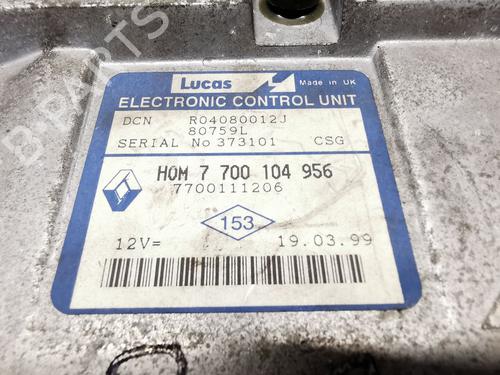 Lucas Made in UK
ELECTRONIC CONTROL UNIT
DCN R04080012J
80759L
SERIAL No 373101 CSG
HOM 7 700 104 956
7700111206
153
12V= 19.03.99